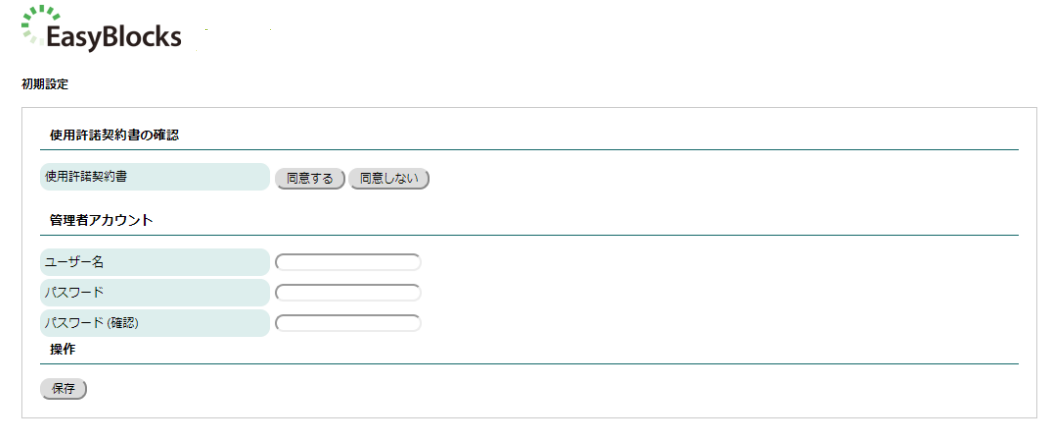 EasyBlocks
初期設定
使用許諾契約書の確認
使用許諾契約書 同意する 同意しない
管理者アカウント
ユーザー名
パスワード
パスワード (確認)
操作
保存